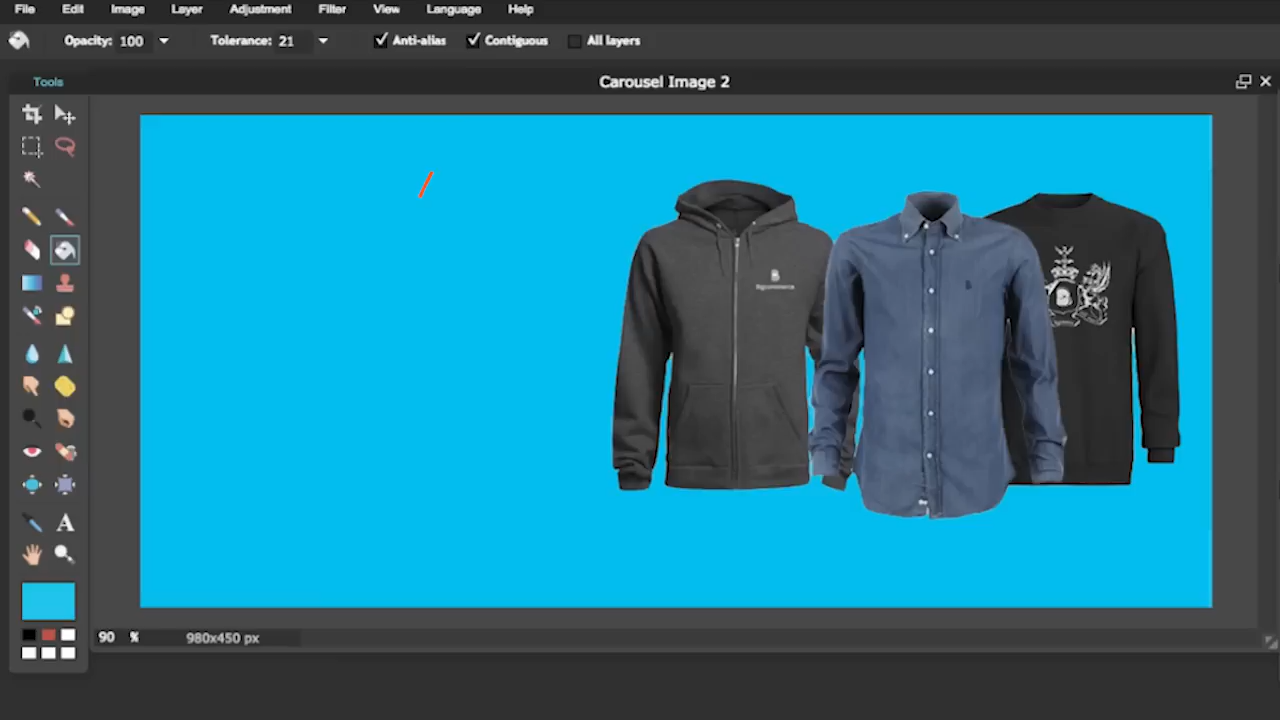 File Edit Image Layer Adjustment Filter View Language Help
Opacity: 100 Tolerance: 21 Anti-alias Contiguous All layers
Tools
Carousel Image 2
B
Bigcommerce
B
B
A
90 % 980x450 px